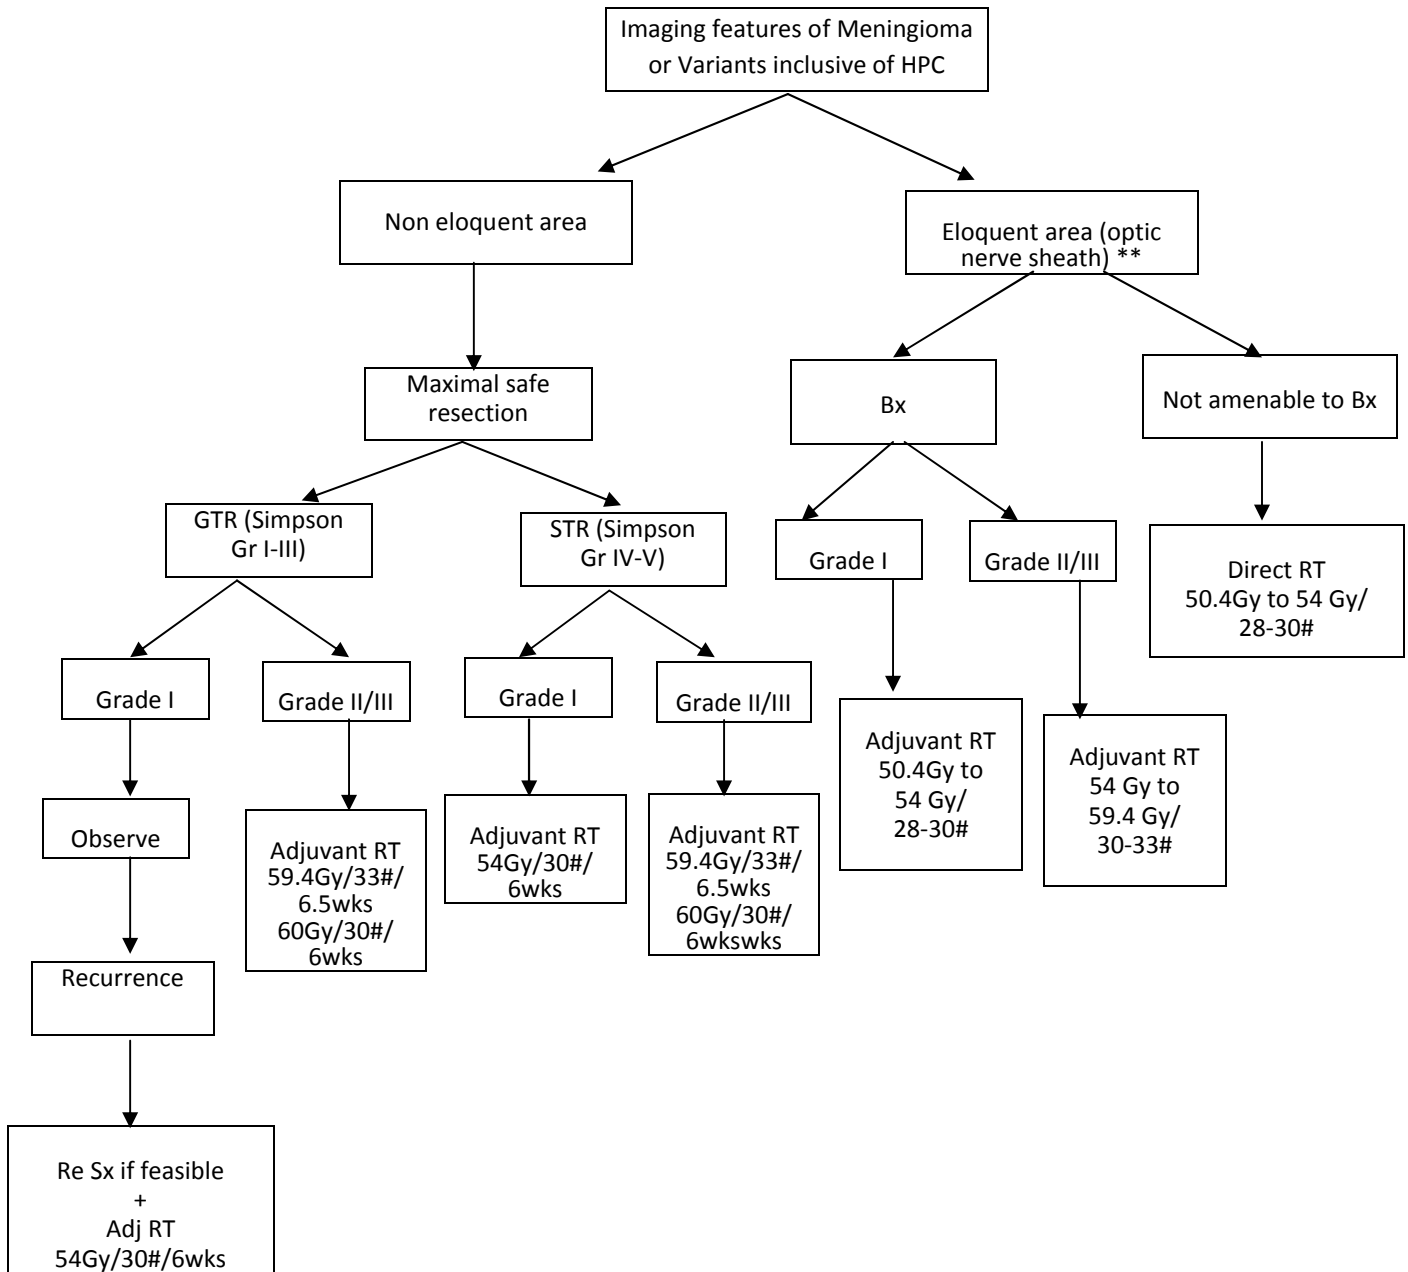 Imaging features of Meningioma
or Variants inclusive of HPC
Non eloquent area
Eloquent area (optic
nerve sheath) **
Maximal safe
resection
Bx
Not amenable to Bx
GTR (Simpson
Gr I-III)
STR (Simpson
Gr IV-V)
Grade I
Grade II/III
Direct RT
50.4Gy to 54 Gy/
28-30#
Grade I
Grade II/III
Grade I
Grade II/III
Adjuvant RT
50.4Gy to
54 Gy/
28-30#
Adjuvant RT
54 Gy to
59.4 Gy/
30-33#
Observe
Adjuvant RT
59.4Gy/33#/
6.5wks
60Gy/30#/
6wks
Adjuvant RT
54Gy/30#/
6wks
Adjuvant RT
59.4Gy/33#/
6.5wks
60Gy/30#/
6wkswks
Recurrence
Re Sx if feasible
+
Adj RT
54Gy/30#/6wks